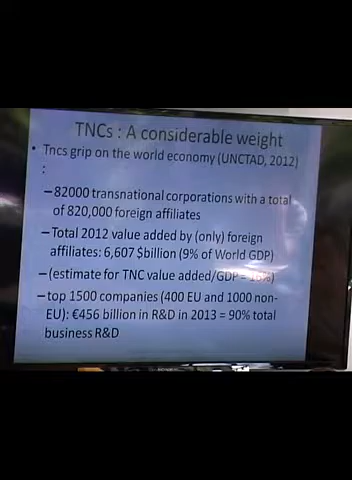 TNCs : A considerable weight
• Tncs grip on the world economy (UNCTAD, 2012)
:
– 82000 transnational corporations with a total
of 820,000 foreign affiliates
– Total 2012 value added by (only) foreign
affiliates: 6,607 $billion (9% of World GDP)
– (estimate for TNC value added/GDP =
– top 1500 companies (400 EU and 1000 non-
EU): €456 billion in R&D in 2013 = 90% total
business R&D